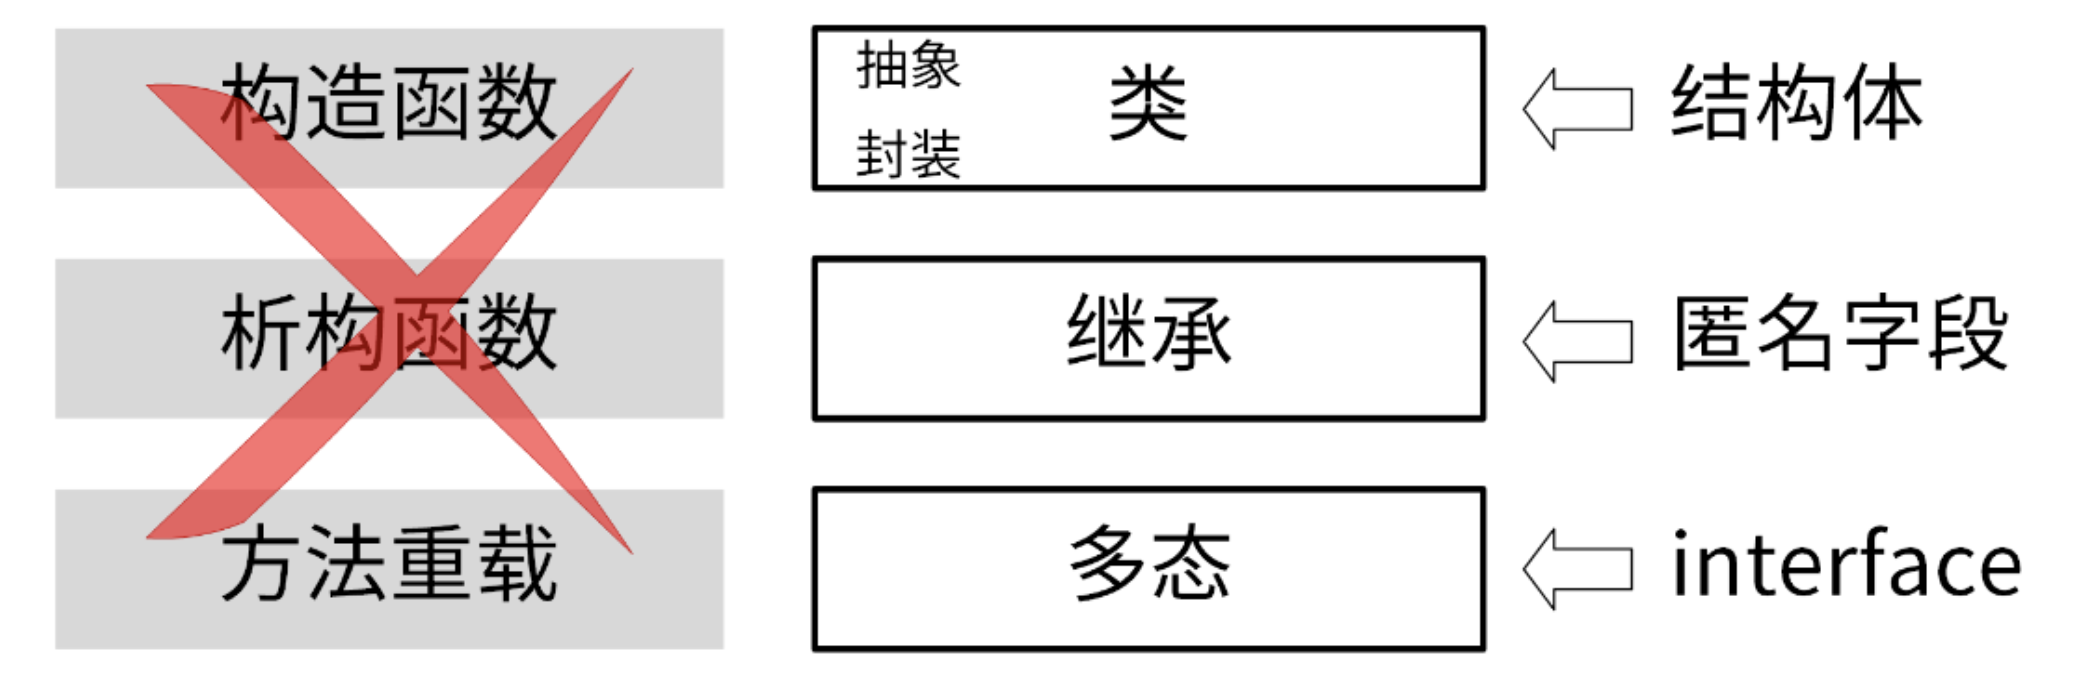 构造函数
抽象
封装
类
结构体
析构函数
继承
匿名字段
方法重载
多态
interface